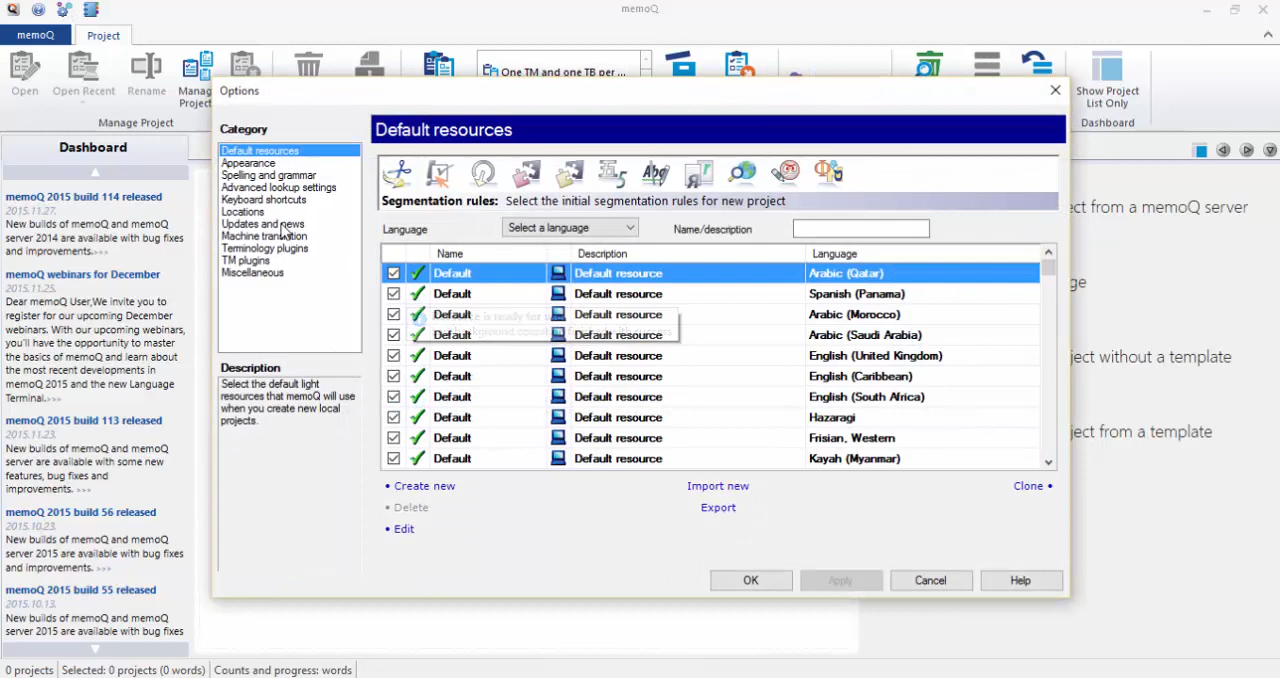 memoQ
memoQ
Project
Open
Open Recent
Rename
Manag
Project
Manage Project
One TM and one TB per ...
Show Project
List Only
Dashboard
Dashboard
memoQ 2015 build 114 released
2015.11.27.
New builds of memoQ and memoQ
server 2014 are available with bug fixes
and improvements.>>>
memoQ webinars for December
2015.11.25.
Dear memoQ User,We invite you to
register for our upcoming December
webinars. With our upcoming webinars,
you'll have the opportunity to master
the basics of memoQ and learn about
the most recent developments in
memoQ 2015 and the new Language
Terminal.>>>
memoQ 2015 build 113 released
2015.11.23.
New builds of memoQ and memoQ
server are available with some new
features, bug fixes and
improvements. >>>
memoQ 2015 build 56 released
2015.10.23.
New builds of memoQ and memoQ
server 2015 are available with bug fixes
and improvements. >>>
memoQ 2015 build 55 released
2015.10.13.
New builds of memoQ and memoQ
server 2015 are available with bug fixes
Options
Category
Default resources
Appearance
Spelling and grammar
Advanced lookup settings
Keyboard shortcuts
Locations
Updates and news
Machine translation
Terminology plugins
TM plugins
Miscellaneous
Description
Select the default light
resources that memoQ will use
when you create new local
projects.
Default resources
Segmentation rules: Select the initial segmentation rules for new project
Language
Select a language
Name/description
Name Description Language
Default Default resource Arabic (Qatar)
Default Default resource Spanish (Panama)
Default Default resource Arabic (Morocco)
Default Default resource Arabic (Saudi Arabia)
Default Default resource English (United Kingdom)
Default Default resource English (Caribbean)
Default Default resource English (South Africa)
Default Default resource Hazaragi
Default Default resource Frisian, Western
Default Default resource Kayah (Myanmar)
• Create new
Import new
Clone •
• Delete
Export
• Edit
OK
Apply
Cancel
Help
ect from a memoQ server
ge
ject without a template
ject from a template
0 projects
Selected: 0 projects (0 words)
Counts and progress: words